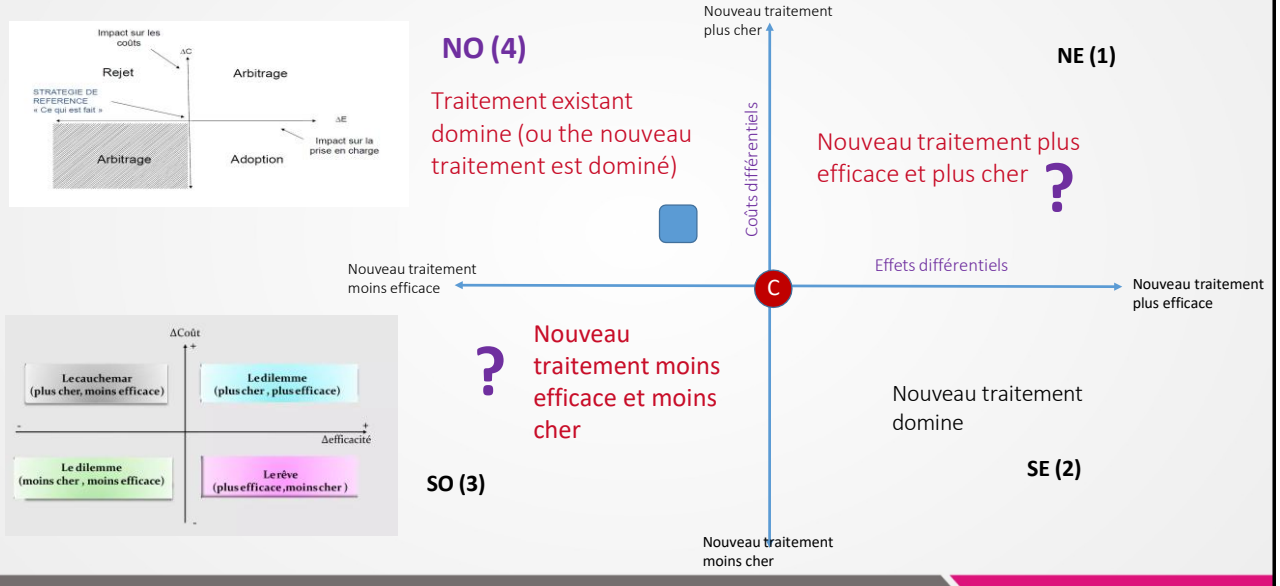 Impact sur les
coûts
ΔC
Rejet
Arbitrage
STRATEGIE DE
REFERENCE
« Ce qui est fait »
ΔE
Impact sur la
prise en charge
Arbitrage
Adoption
NO (4)
Traitement existant
domine (ou the nouveau
traitement est dominé)
Nouveau traitement
plus cher
Coûts différentiels
NE (1)
Nouveau traitement plus
efficace et plus cher
?
Nouveau traitement
moins efficace
C
Effets différentiels
Nouveau traitement
plus efficace
ΔCoût
+
Le cauchemar
(plus cher, moins efficace)
Le dilemme
(plus cher , plus efficace)
-
+
Δefficacité
Le dilemme
(moins cher , moins efficace)
Le rêve
(plus efficace ,moins cher )
-
?
Nouveau
traitement moins
efficace et moins
cher
SO (3)
Nouveau traitement
domine
SE (2)
Nouveau traitement
moins cher